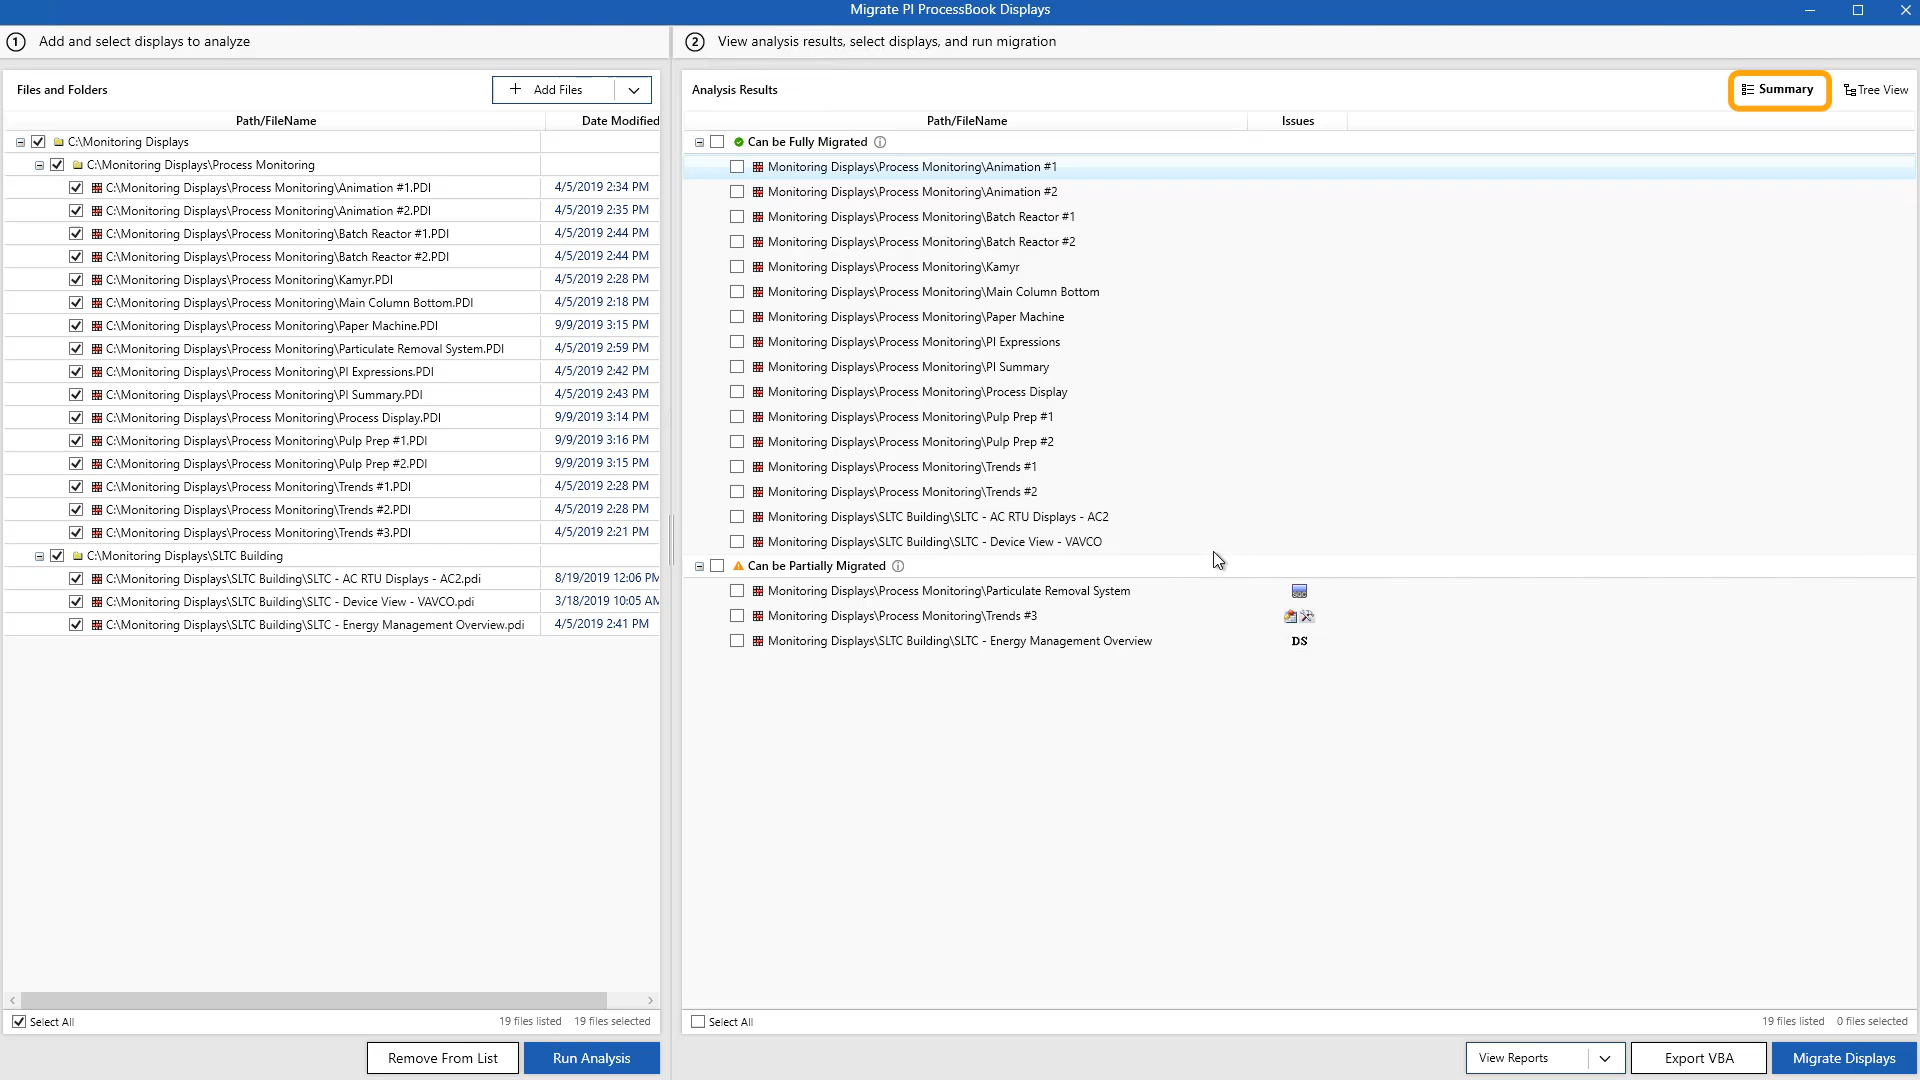 Migrate PI ProcessBook Displays
1 Add and select displays to analyze
2 View analysis results, select displays, and run migration
Files and Folders
+ Add Files
Path/FileName Date Modified
C:\Monitoring Displays
C:\Monitoring Displays\Process Monitoring
C:\Monitoring Displays\Process Monitoring\Animation #1.PDI 4/5/2019 2:34 PM
C:\Monitoring Displays\Process Monitoring\Animation #2.PDI 4/5/2019 2:35 PM
C:\Monitoring Displays\Process Monitoring\Batch Reactor #1.PDI 4/5/2019 2:44 PM
C:\Monitoring Displays\Process Monitoring\Batch Reactor #2.PDI 4/5/2019 2:44 PM
C:\Monitoring Displays\Process Monitoring\Kamyr.PDI 4/5/2019 2:28 PM
C:\Monitoring Displays\Process Monitoring\Main Column Bottom.PDI 4/5/2019 2:18 PM
C:\Monitoring Displays\Process Monitoring\Paper Machine.PDI 9/9/2019 3:15 PM
C:\Monitoring Displays\Process Monitoring\Particulate Removal System.PDI 4/5/2019 2:59 PM
C:\Monitoring Displays\Process Monitoring\PI Expressions.PDI 4/5/2019 2:42 PM
C:\Monitoring Displays\Process Monitoring\PI Summary.PDI 4/5/2019 2:43 PM
C:\Monitoring Displays\Process Monitoring\Process Display.PDI 9/9/2019 3:14 PM
C:\Monitoring Displays\Process Monitoring\Pulp Prep #1.PDI 9/9/2019 3:16 PM
C:\Monitoring Displays\Process Monitoring\Pulp Prep #2.PDI 9/9/2019 3:15 PM
C:\Monitoring Displays\Process Monitoring\Trends #1.PDI 4/5/2019 2:28 PM
C:\Monitoring Displays\Process Monitoring\Trends #2.PDI 4/5/2019 2:28 PM
C:\Monitoring Displays\Process Monitoring\Trends #3.PDI 4/5/2019 2:21 PM
C:\Monitoring Displays\SLTC Building
C:\Monitoring Displays\SLTC Building\SLTC - AC RTU Displays - AC2.pdi 8/19/2019 12:06 PM
C:\Monitoring Displays\SLTC Building\SLTC - Device View - VAVCO.pdi 3/18/2019 10:05 AM
C:\Monitoring Displays\SLTC Building\SLTC - Energy Management Overview.pdi 4/5/2019 2:41 PM
Select All 19 files listed 19 files selected
Remove From List Run Analysis
Analysis Results
Summary
Tree View
Path/FileName Issues
Can be Fully Migrated
Monitoring Displays\Process Monitoring\Animation #1
Monitoring Displays\Process Monitoring\Animation #2
Monitoring Displays\Process Monitoring\Batch Reactor #1
Monitoring Displays\Process Monitoring\Batch Reactor #2
Monitoring Displays\Process Monitoring\Kamyr
Monitoring Displays\Process Monitoring\Main Column Bottom
Monitoring Displays\Process Monitoring\Paper Machine
Monitoring Displays\Process Monitoring\PI Expressions
Monitoring Displays\Process Monitoring\PI Summary
Monitoring Displays\Process Monitoring\Process Display
Monitoring Displays\Process Monitoring\Pulp Prep #1
Monitoring Displays\Process Monitoring\Pulp Prep #2
Monitoring Displays\Process Monitoring\Trends #1
Monitoring Displays\Process Monitoring\Trends #2
Monitoring Displays\SLTC Building\SLTC - AC RTU Displays - AC2
Monitoring Displays\SLTC Building\SLTC - Device View - VAVCO
Can be Partially Migrated
Monitoring Displays\Process Monitoring\Particulate Removal System
Monitoring Displays\Process Monitoring\Trends #3
Monitoring Displays\SLTC Building\SLTC - Energy Management Overview DS
Select All 19 files listed 0 files selected
View Reports Export VBA Migrate Displays